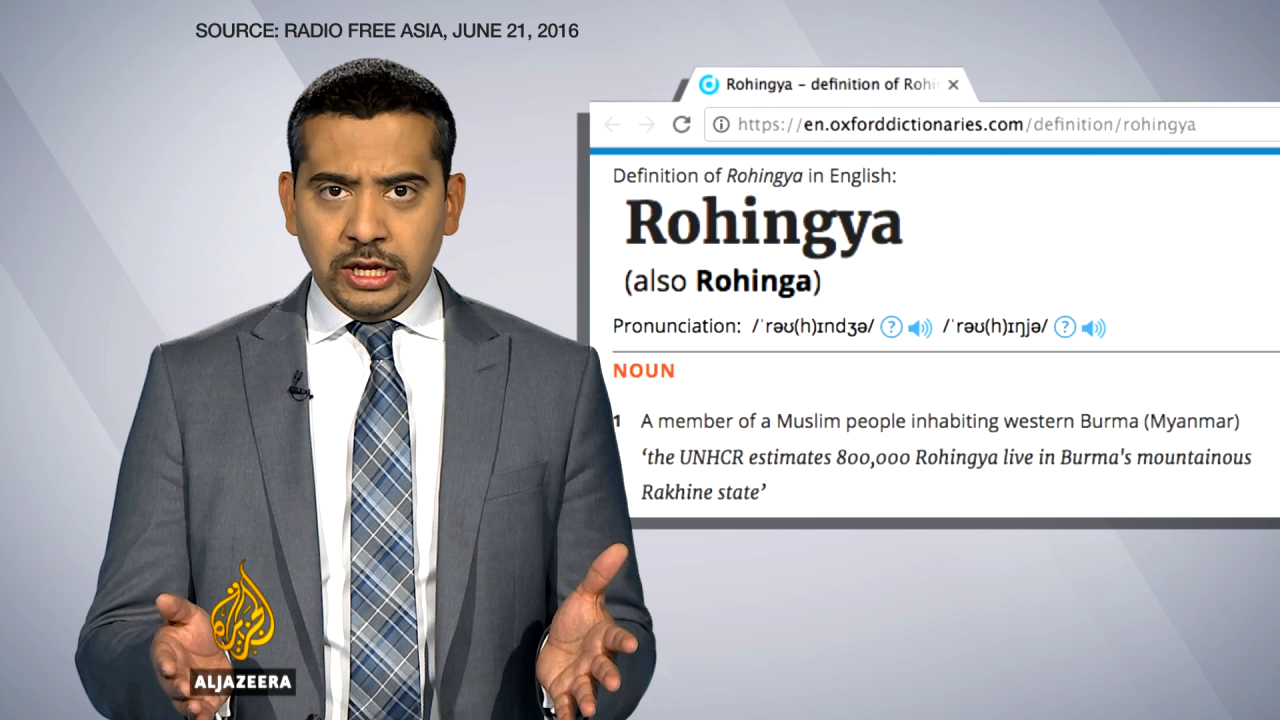 SOURCE: RADIO FREE ASIA, JUNE 21, 2016
Rohingya – definition of Rohi
https://en.oxforddictionaries.com/definition/rohingya
Definition of Rohingya in English:
Rohingya
(also Rohinga)
Pronunciation: /ˈrəʊ(h)ɪndʒə/ ? /ˈrəʊ(h)ɪŋjə/ ?
NOUN
1 A member of a Muslim people inhabiting western Burma (Myanmar)
‘the UNHCR estimates 800,000 Rohingya live in Burma's mountainous
Rakhine state’
الجزيرة
ALJAZEERA